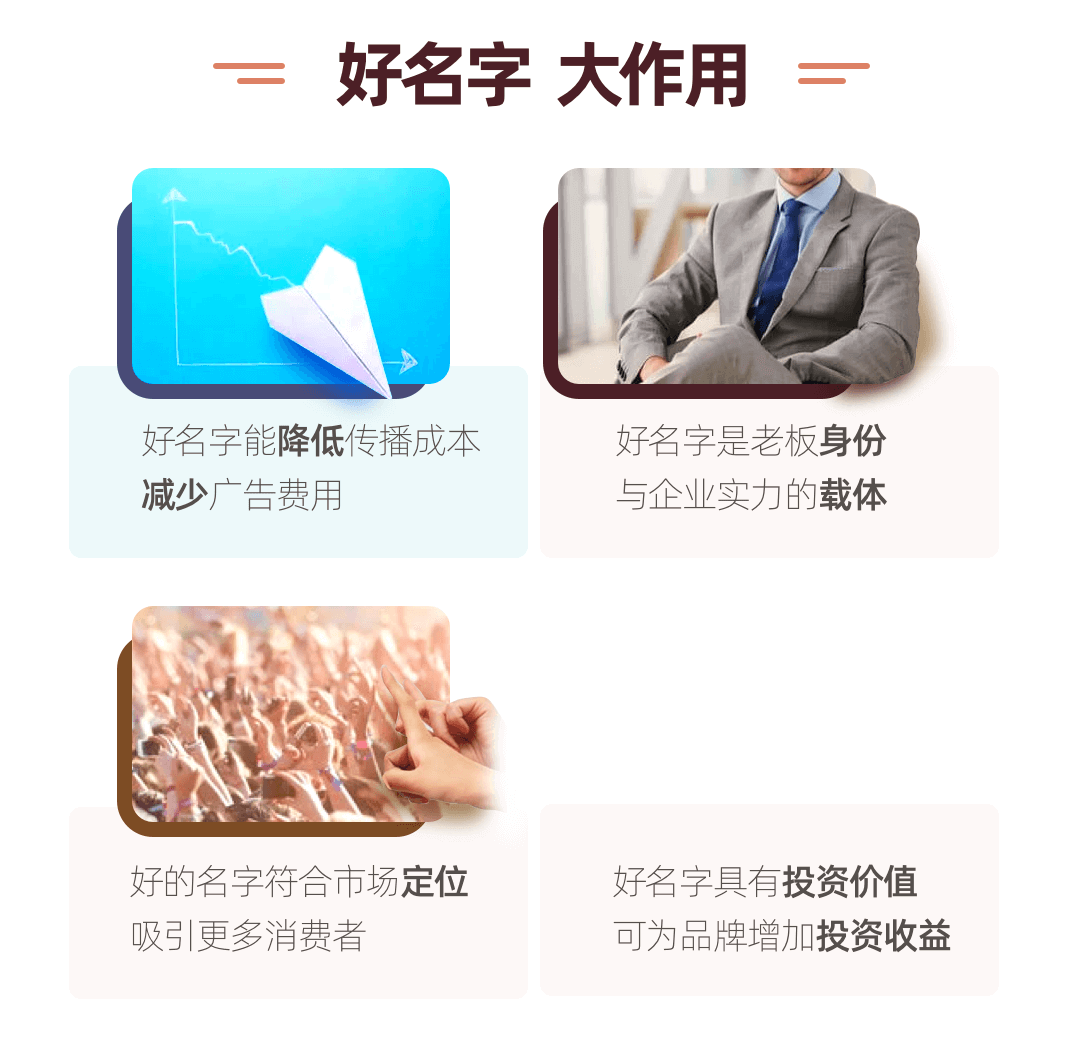 好名字 大作用
好名字能降低传播成本
减少广告费用
好名字是老板身份
与企业实力的载体
好的名字符合市场定位
吸引更多消费者
好名字具有投资价值
可为品牌增加投资收益